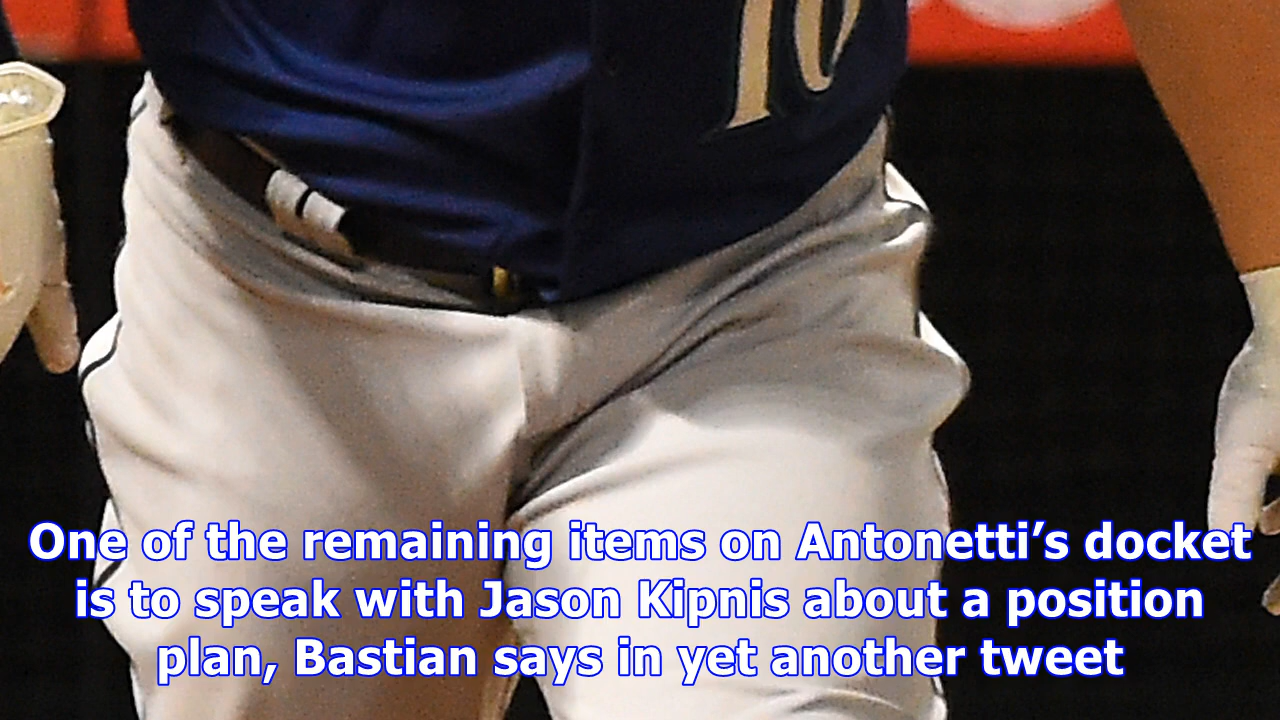 10
One of the remaining items on Antonetti’s docket
is to speak with Jason Kipnis about a position
plan, Bastian says in yet another tweet